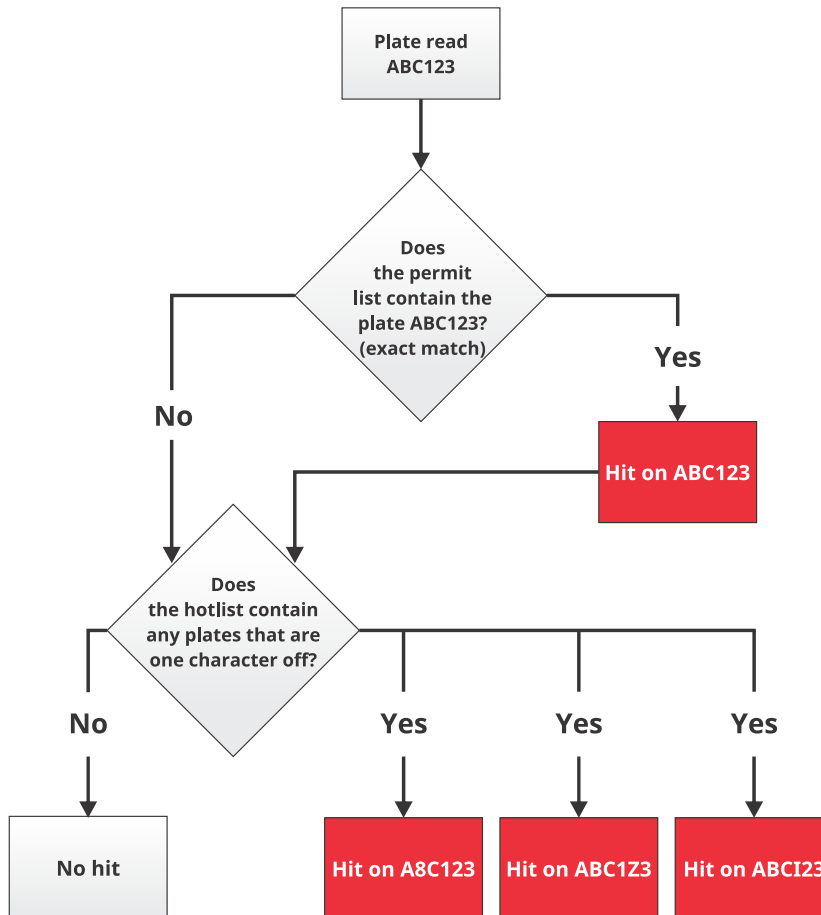 Plate read
ABC123
Does
the permit
list contain the
plate ABC123?
(exact match)
Yes
No
Hit on ABC123
Does
the hotlist contain
any plates that are
one character off?
No
Yes
Yes
Yes
No hit
Hit on A8C123
Hit on ABC1Z3
Hit on ABCI23